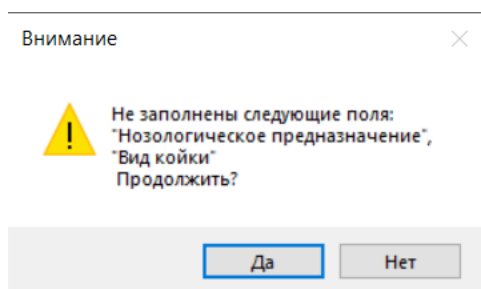 Внимание
Не заполнены следующие поля:
"Нозологическое предназначение",
"Вид койки"
Продолжить?
Да
Нет